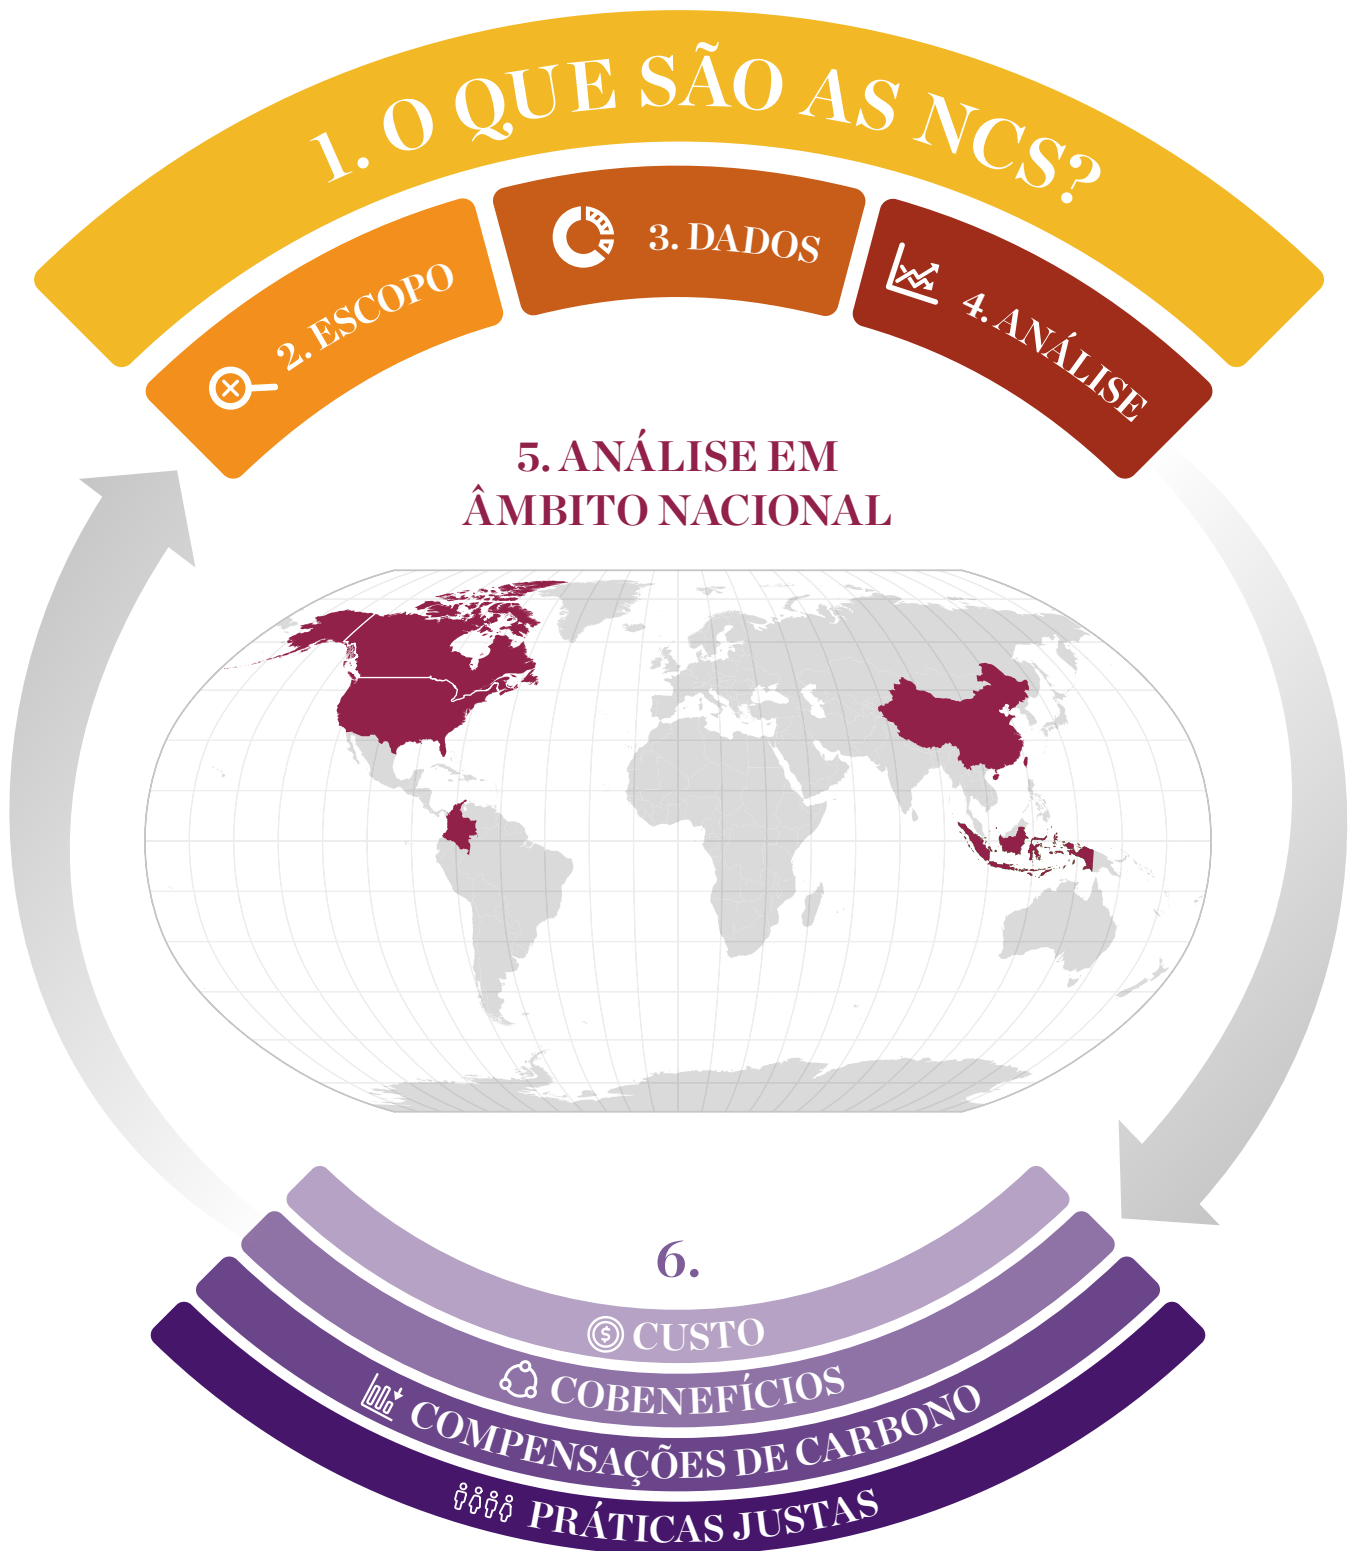 1. O QUE SÃO AS NCS?
2. ESCOPO
3. DADOS
4. ANÁLISE
5. ANÁLISE EM
ÂMBITO NACIONAL
6.
CUSTO
COBENEFÍCIOS
COMPENSAÇÕES DE CARBONO
PRÁTICAS JUSTAS